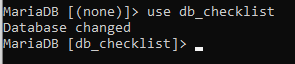 MariaDB [(none)]> use db_checklist
Database changed
MariaDB [db_checklist]> _